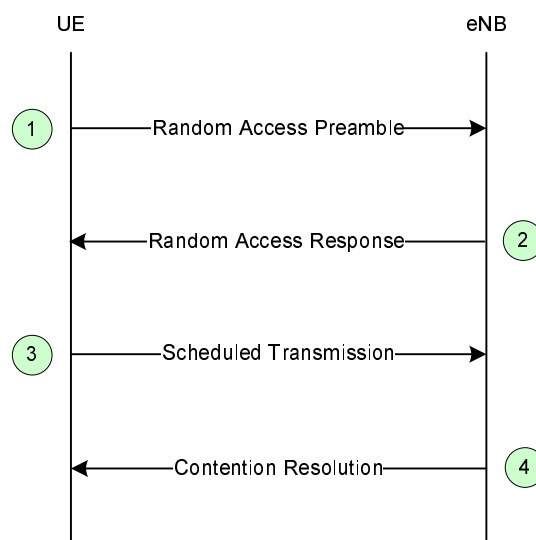 UE eNB
1 Random Access Preamble
Random Access Response 2
3 Scheduled Transmission
Contention Resolution 4